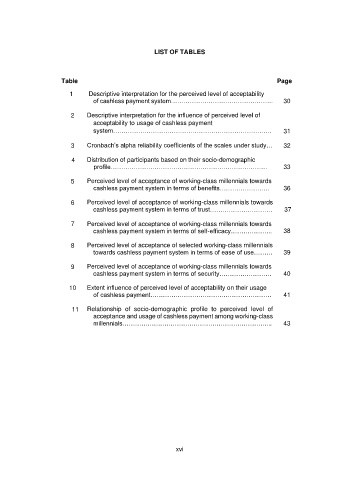 LIST OF TABLES
Table Page
1 Descriptive interpretation for the perceived level of acceptability
of cashless payment system…………………………………………… 30
2 Descriptive interpretation for the influence of perceived level of
acceptability to usage of cashless payment
system…………………………………………………………………… 31
3 Cronbach's alpha reliability coefficients of the scales under study… 32
4 Distribution of participants based on their socio-demographic
profile…………………………………………………………………… 33
5 Perceived level of acceptance of working-class millennials towards
cashless payment system in terms of benefits…………………… 36
6 Perceived level of acceptance of working-class millennials towards
cashless payment system in terms of trust………………………… 37
7 Perceived level of acceptance of working-class millennials towards
cashless payment system in terms of self-efficacy………………… 38
8 Perceived level of acceptance of selected working-class millennials
towards cashless payment system in terms of ease of use……… 39
9 Perceived level of acceptance of working-class millennials towards
cashless payment system in terms of security…………………… 40
10 Extent influence of perceived level of acceptability on their usage
of cashless payment…………………………………………………… 41
11 Relationship of socio-demographic profile to perceived level of
acceptance and usage of cashless payment among working-class
millennials………………………………………………………………… 43
xvi